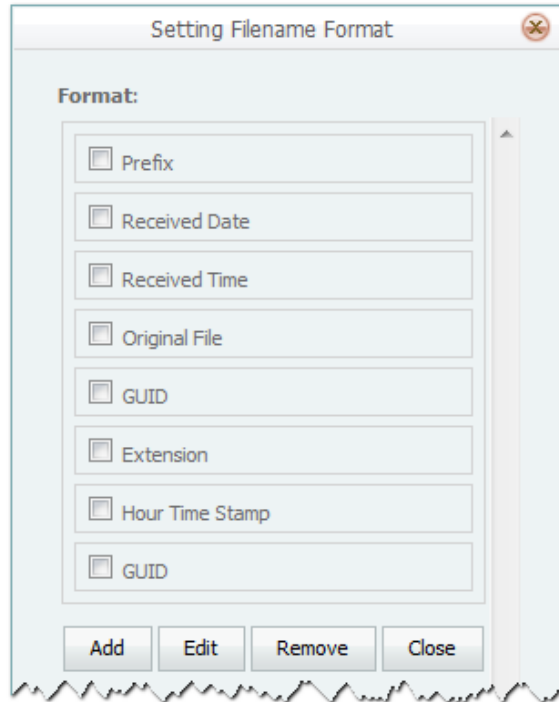 Setting Filename Format
Format:
Prefix
Received Date
Received Time
Original File
GUID
Extension
Hour Time Stamp
GUID
Add Edit Remove Close